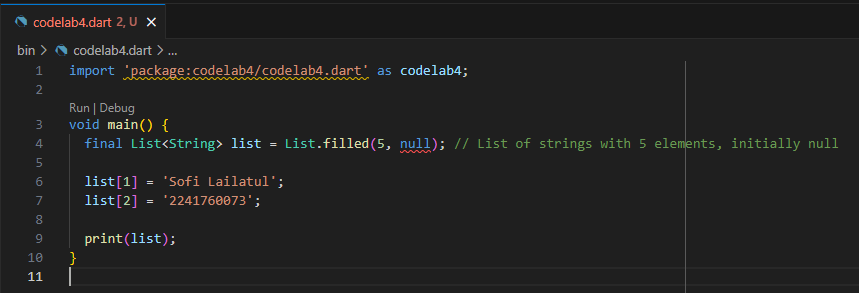 codelab4.dart 2, U
bin > codelab4.dart > ...
1 import 'package:codelab4/codelab4.dart' as codelab4;
2
Run | Debug
3 void main() {
4 final List<String> list = List.filled(5, null); // List of strings with 5 elements, initially null
5
6 list[1] = 'Sofi Lailatul';
7 list[2] = '2241760073';
8
9 print(list);
10 }
11